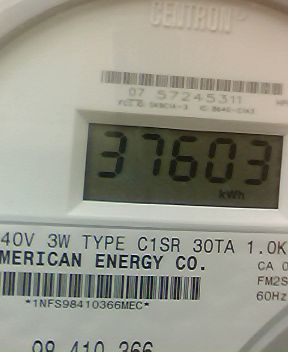 CENTRON
07 57245311
37603
kWh
40V 3W TYPE C1SR 30TA 1.0K
MERICAN ENERGY CO.
CA 0
FM2S
60Hz
*1NFS98410366MEC*
98 410 366